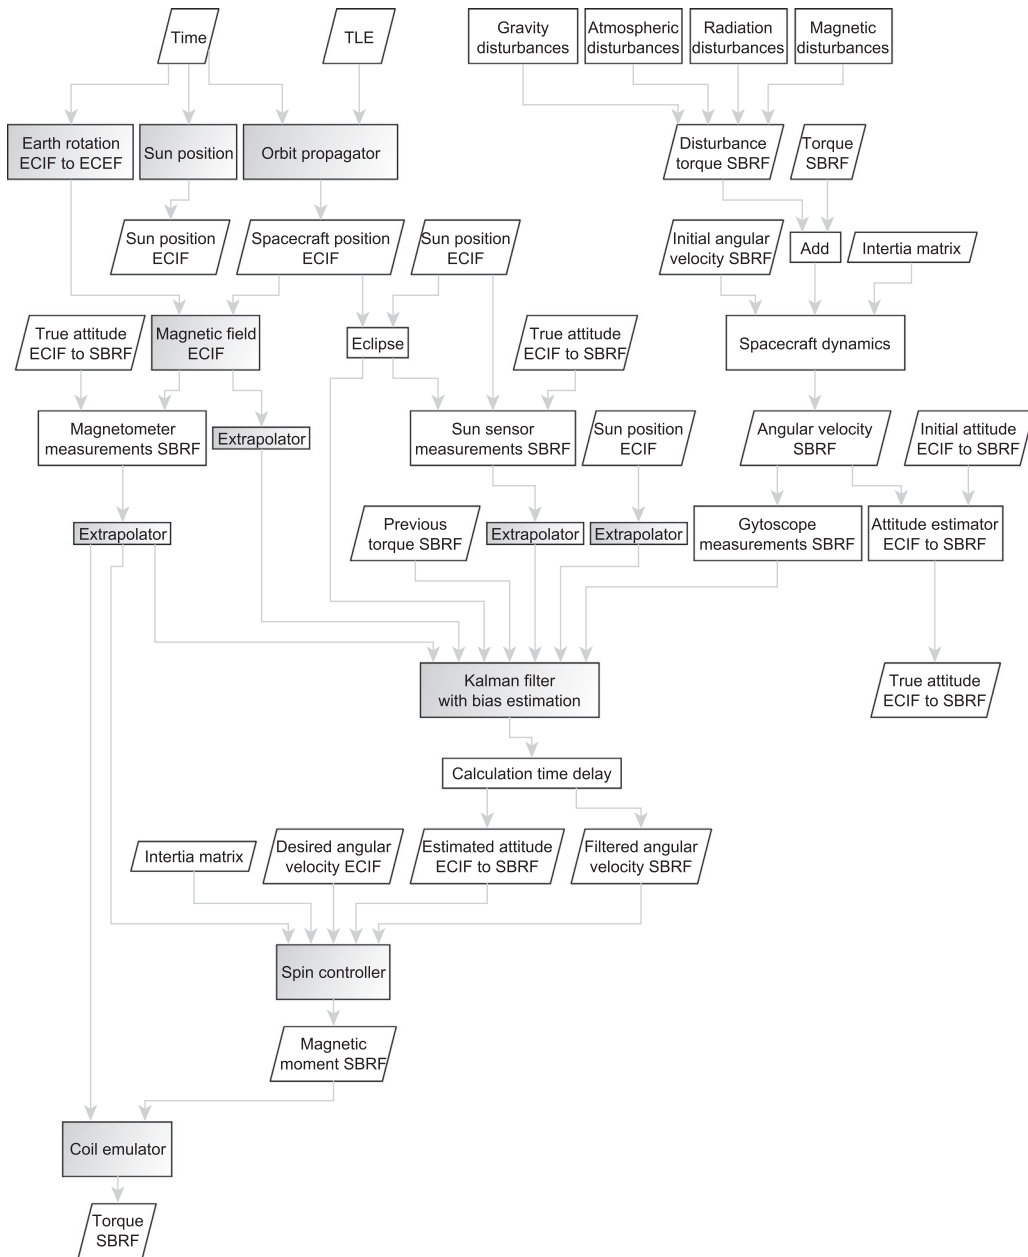 Time
TLE
Gravity
disturbances
Atmospheric
disturbances
Radiation
disturbances
Magnetic
disturbances
Earth rotation
ECIF to ECEF
Sun position
Orbit propagator
Disturbance
torque SBRF
Torque
SBRF
Sun position
ECIF
Spacecraft position
ECIF
Sun position
ECIF
Initial angular
velocity SBRF
Add
Intertia matrix
True attitude
ECIF to SBRF
Magnetic field
ECIF
Eclipse
True attitude
ECIF to SBRF
Spacecraft dynamics
Magnetometer
measurements SBRF
Extrapolator
Sun sensor
measurements SBRF
Sun position
ECIF
Angular velocity
SBRF
Initial attitude
ECIF to SBRF
Extrapolator
Previous
torque SBRF
Extrapolator
Extrapolator
Gytoscope
measurements SBRF
Attitude estimator
ECIF to SBRF
Kalman filter
with bias estimation
True attitude
ECIF to SBRF
Calculation time delay
Intertia matrix
Desired angular
velocity ECIF
Estimated attitude
ECIF to SBRF
Filtered angular
velocity SBRF
Spin controller
Magnetic
moment SBRF
Coil emulator
Torque
SBRF